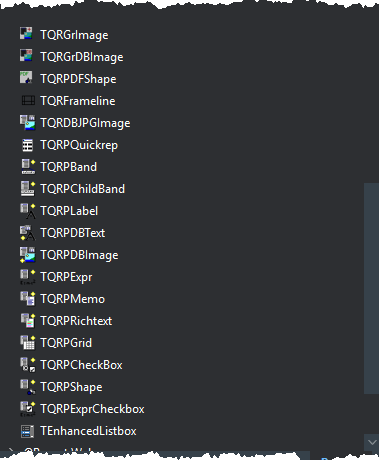 TQRGrImage
TQRGrDBImage
TQRPDFShape
TQRFrameline
TQRDBJPGImage
TQRPQuickrep
TQRPBand
TQRPChildBand
TQRPLabel
TQRPDBText
TQRPDBImage
TQRPExpr
TQRPMemo
TQRPRichtext
TQRPGrid
TQRPCheckBox
TQRPShape
TQRPExprCheckbox
TEnhancedListbox